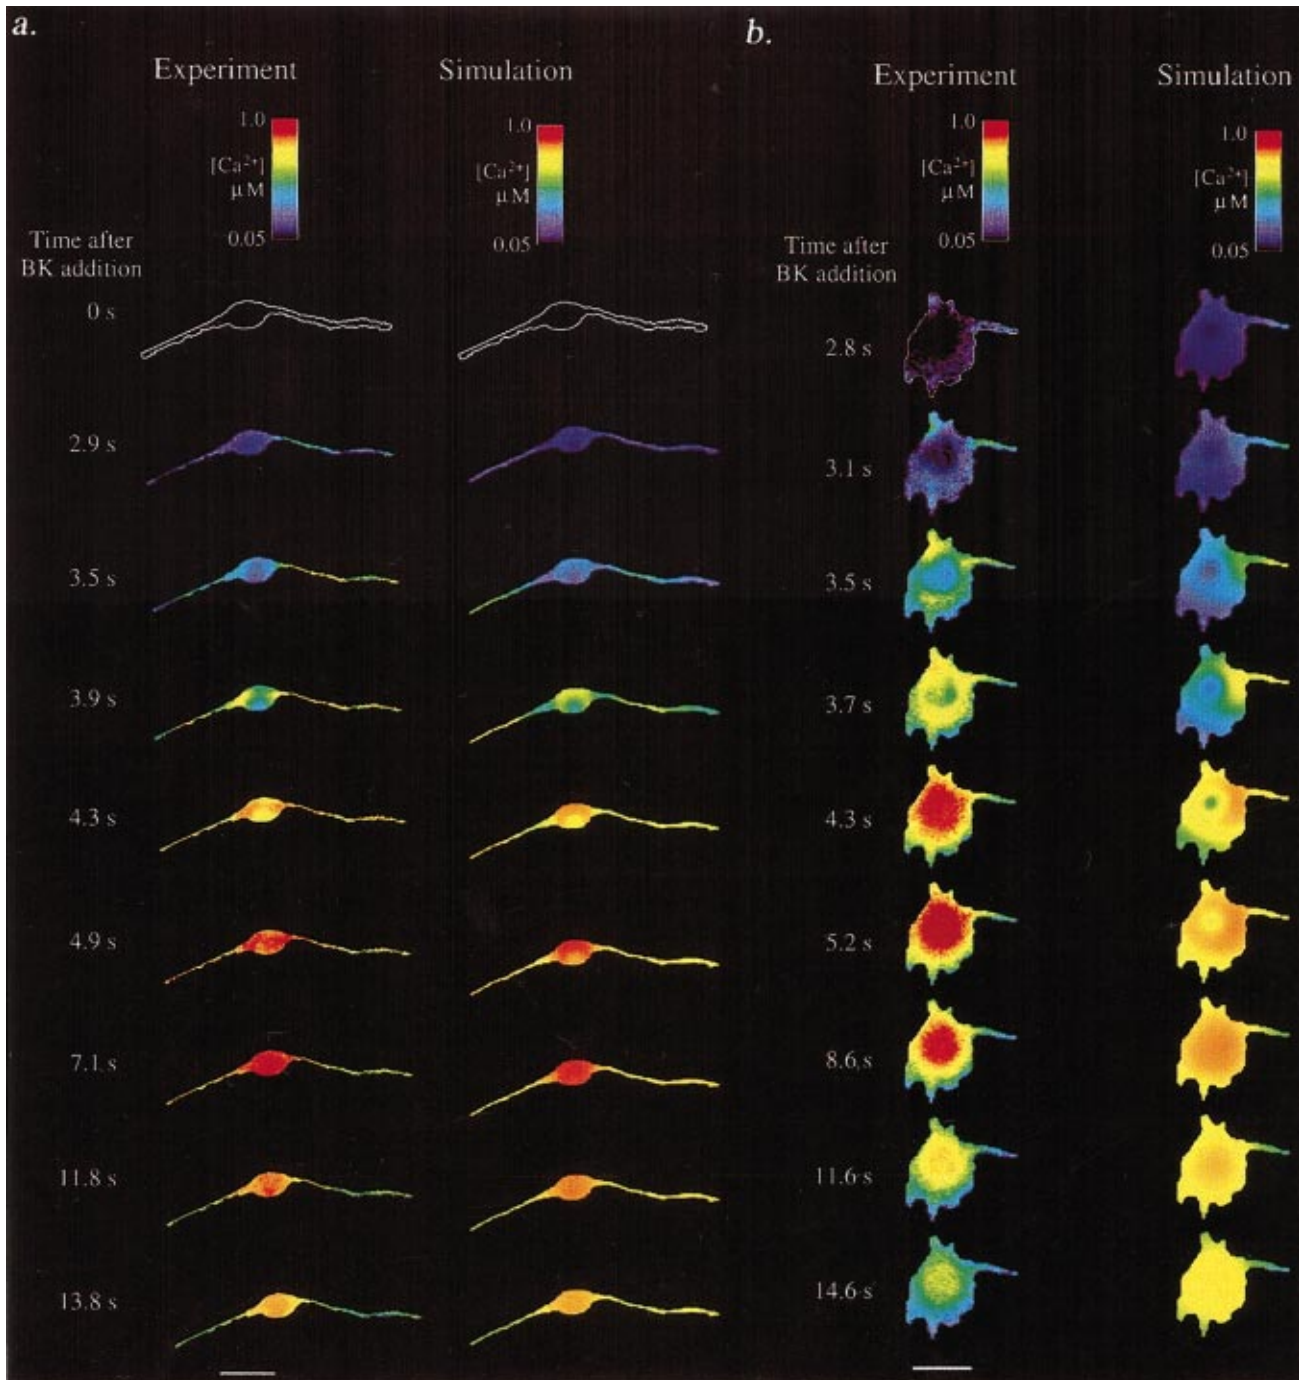 a.
Experiment
Simulation
1.0
[Ca²⁺]
μM
0.05
1.0
[Ca²⁺]
μM
0.05
Time after
BK addition
0 s
2.9 s
3.5 s
3.9 s
4.3 s
4.9 s
7.1 s
11.8 s
13.8 s
b.
Experiment
Simulation
1.0
[Ca²⁺]
μM
0.05
1.0
[Ca²⁺]
μM
0.05
Time after
BK addition
2.8 s
3.1 s
3.5 s
3.7 s
4.3 s
5.2 s
8.6 s
11.6 s
14.6 s